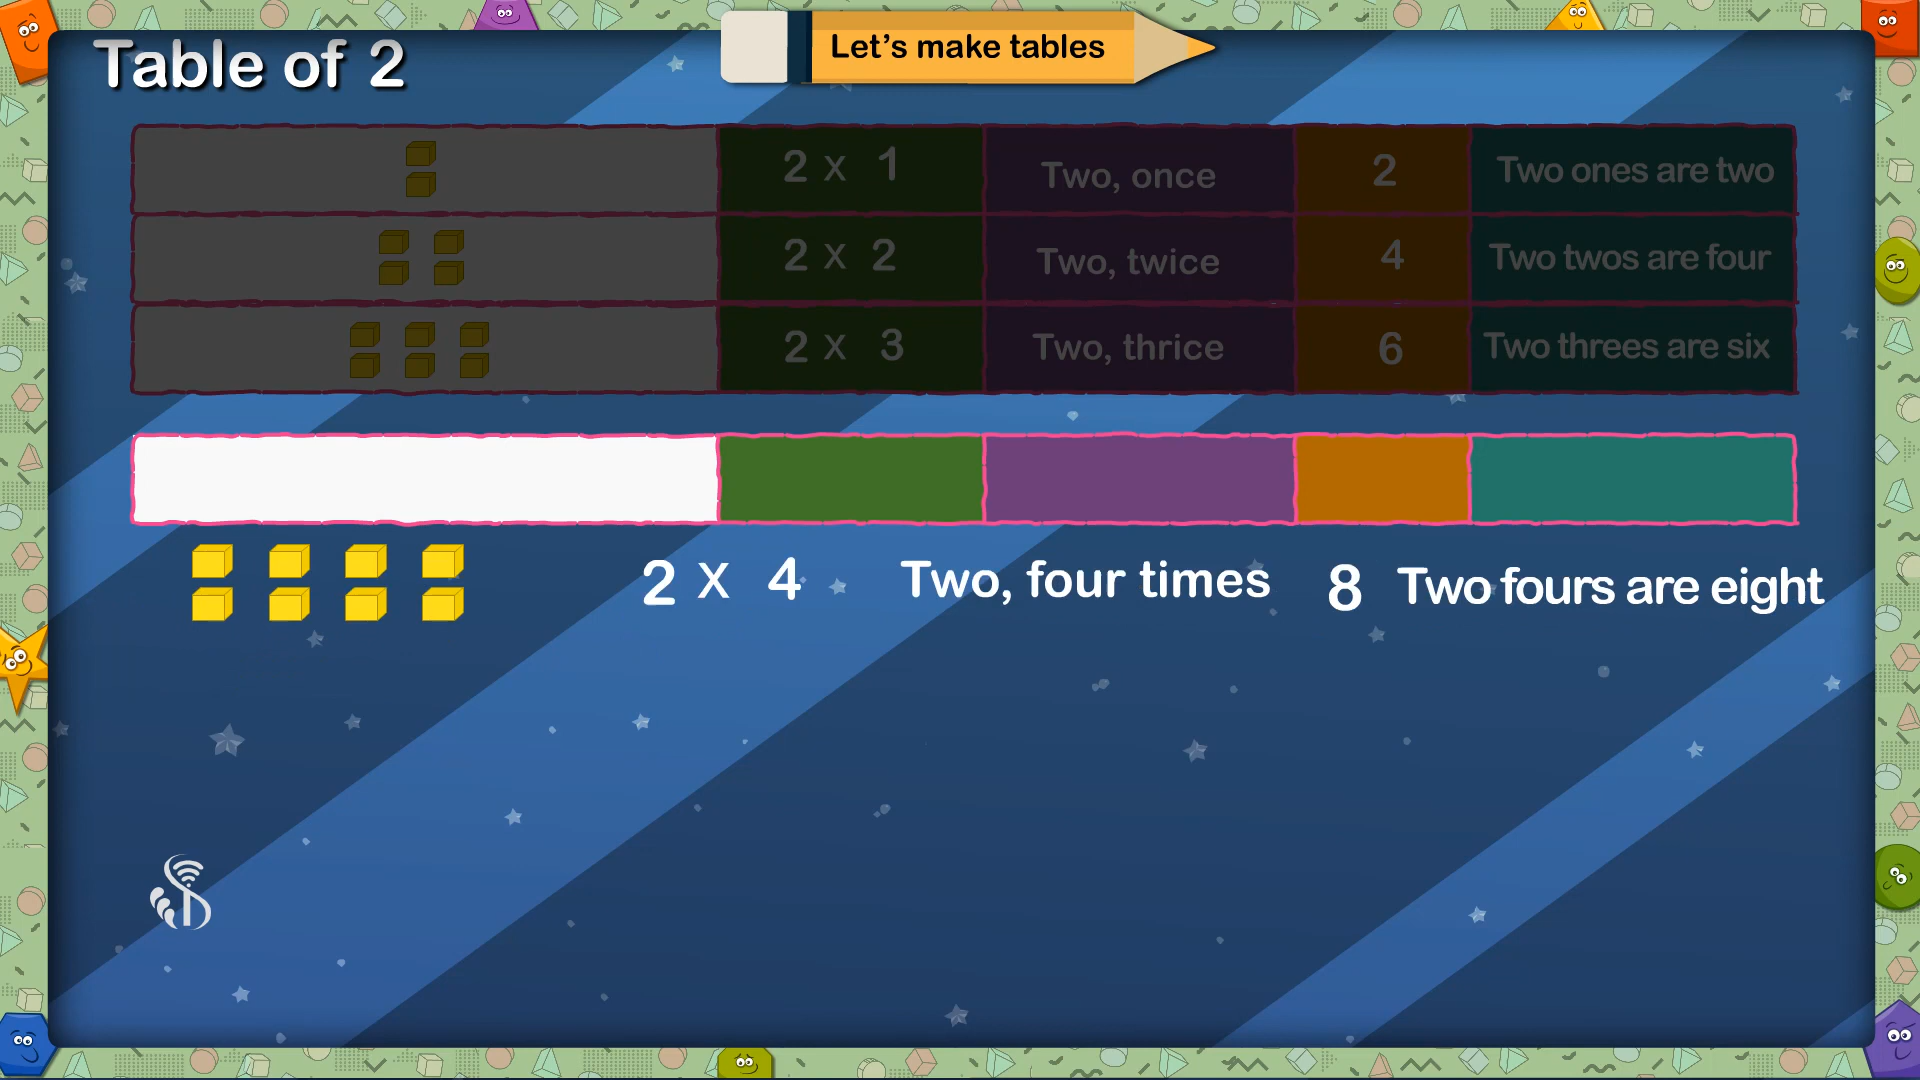 Let's make tables
Table of 2
2 x 1 Two, once 2 Two ones are two
2 x 2 Two, twice 4 Two twos are four
2 x 3 Two, thrice 6 Two threes are six
2 x 4 Two, four times 8 Two fours are eight